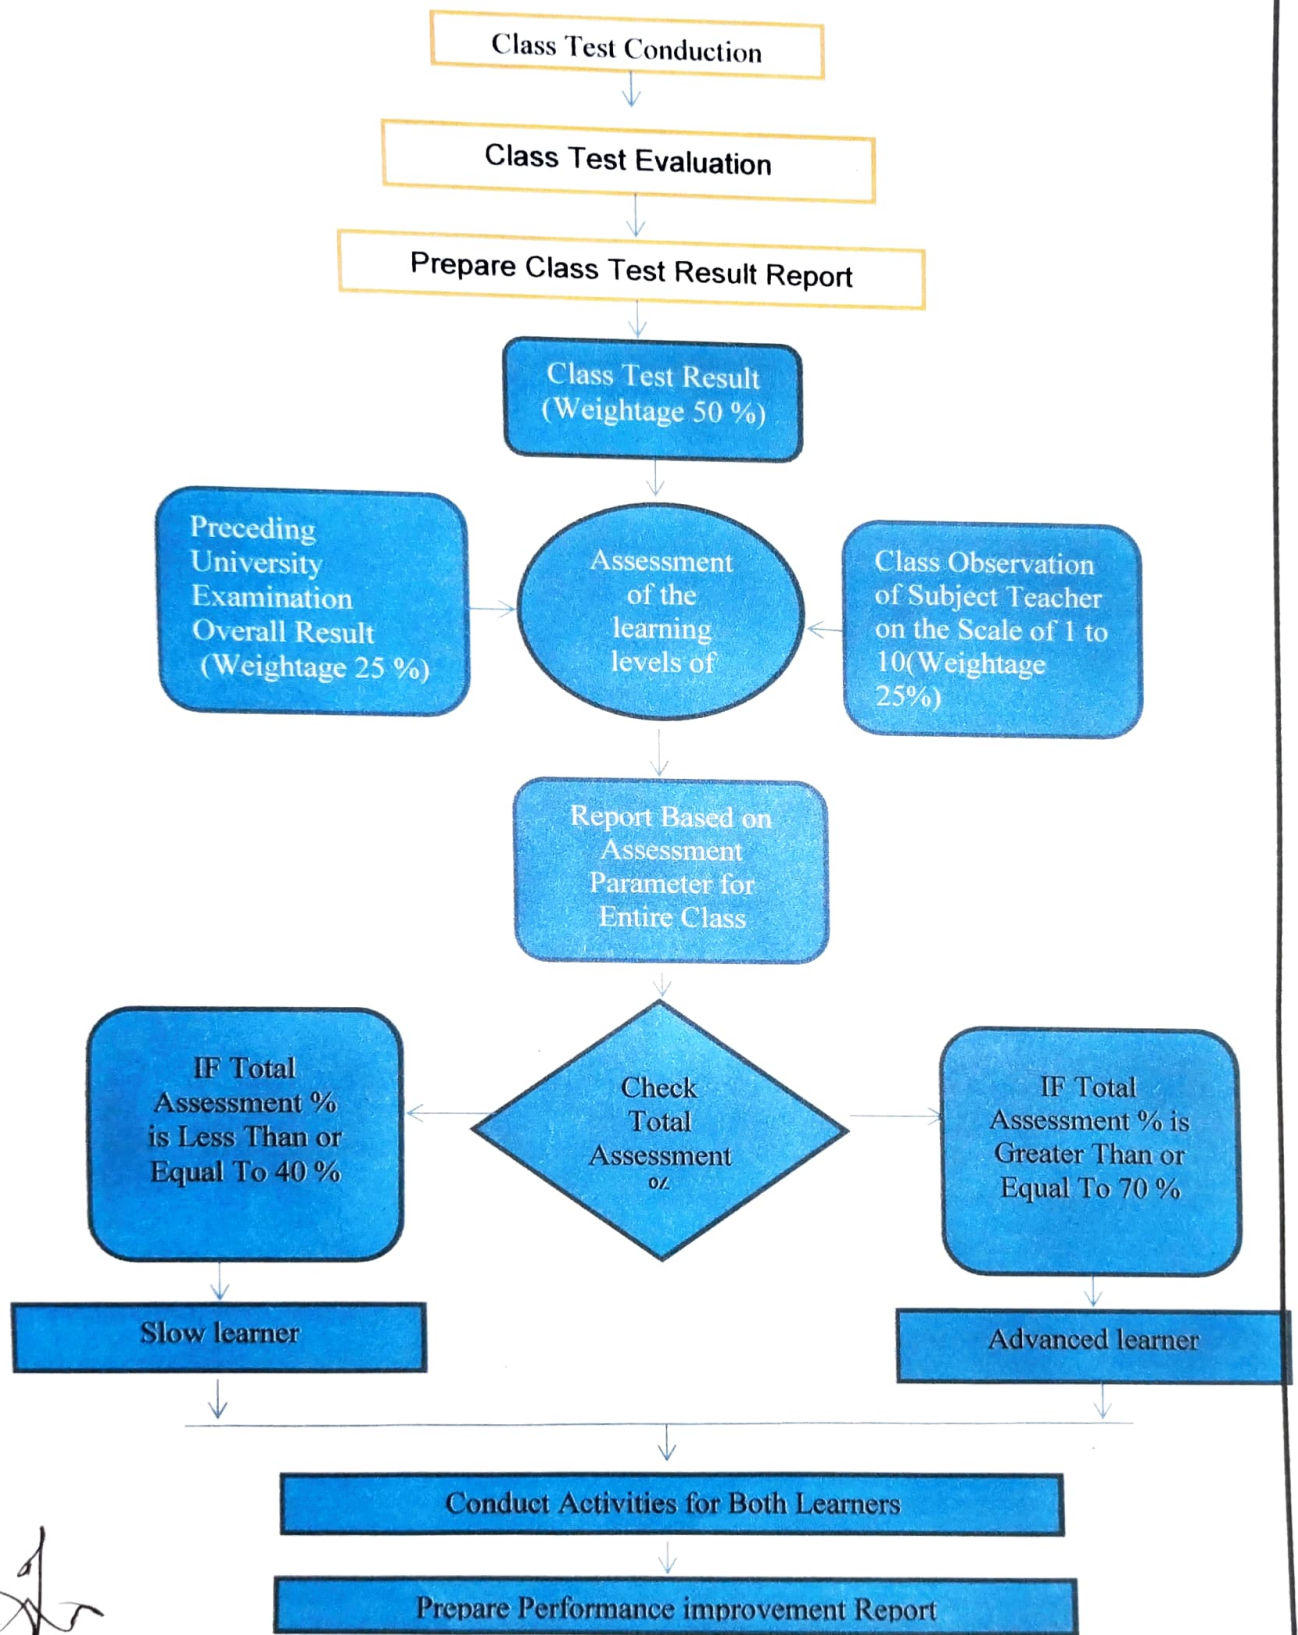 Class Test Conduction
Class Test Evaluation
Prepare Class Test Result Report
Class Test Result
(Weightage 50 %)
Preceding
University
Examination
Overall Result
(Weightage 25 %)
Assessment
of the
learning
levels of
Class Observation
of Subject Teacher
on the Scale of 1 to
10(Weightage
25%)
Report Based on
Assessment
Parameter for
Entire Class
IF Total
Assessment %
is Less Than or
Equal To 40 %
Check
Total
Assessment
%
IF Total
Assessment % is
Greater Than or
Equal To 70 %
Slow learner
Advanced learner
Conduct Activities for Both Learners
Prepare Performance improvement Report